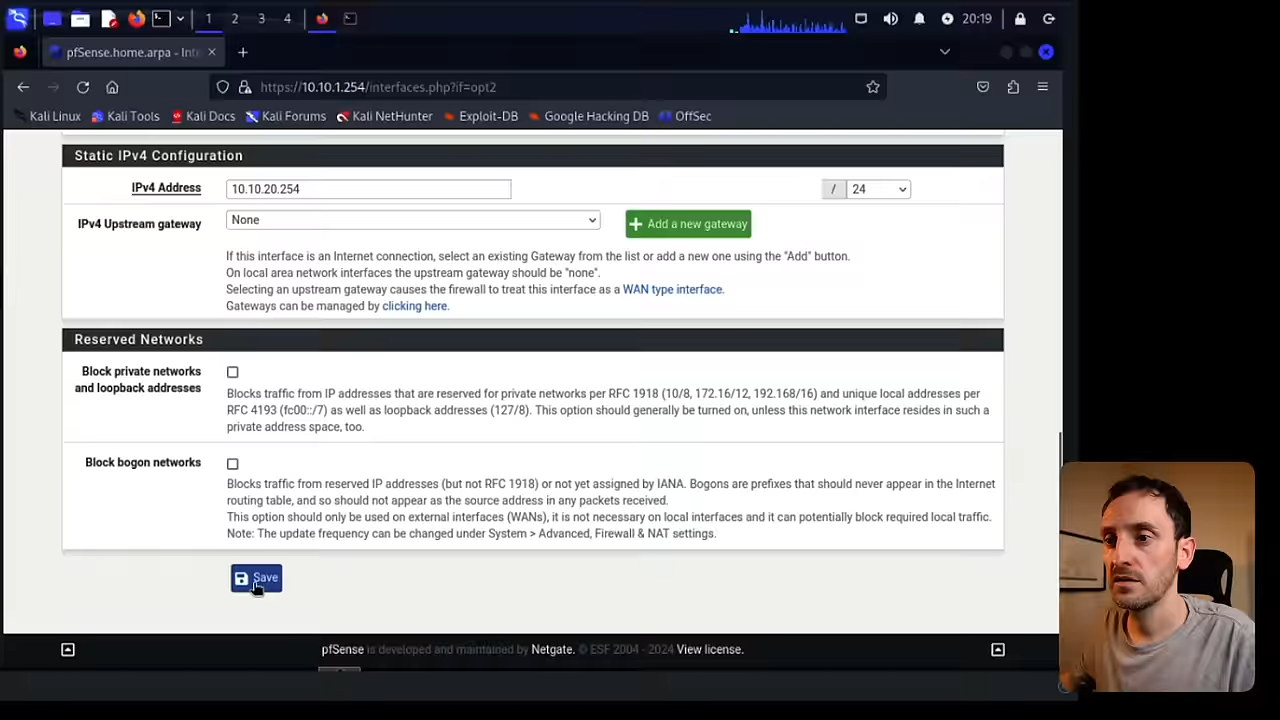 1 2 3 4 20:19
pfSense.home.arpa - Int
https://10.10.1.254/interfaces.php?if=opt2
Kali Linux Kali Tools Kali Docs Kali Forums Kali NetHunter Exploit-DB Google Hacking DB OffSec
Static IPv4 Configuration
IPv4 Address 10.10.20.254 / 24
IPv4 Upstream gateway None Add a new gateway
If this interface is an Internet connection, select an existing Gateway from the list or add a new one using the "Add" button.
On local area network interfaces the upstream gateway should be "none".
Selecting an upstream gateway causes the firewall to treat this interface as a WAN type interface.
Gateways can be managed by clicking here.
Reserved Networks
Block private networks
and loopback addresses
Blocks traffic from IP addresses that are reserved for private networks per RFC 1918 (10/8, 172.16/12, 192.168/16) and unique local addresses per
RFC 4193 (fc00::/7) as well as loopback addresses (127/8). This option should generally be turned on, unless this network interface resides in such a
private address space, too.
Block bogon networks
Blocks traffic from reserved IP addresses (but not RFC 1918) or not yet assigned by IANA. Bogons are prefixes that should never appear in the Internet
routing table, and so should not appear as the source address in any packets received.
This option should only be used on external interfaces (WANs), it is not necessary on local interfaces and it can potentially block required local traffic.
Note: The update frequency can be changed under System > Advanced, Firewall & NAT settings.
Save
pfSense is developed and maintained by Netgate. © ESF 2004 - 2024 View license.